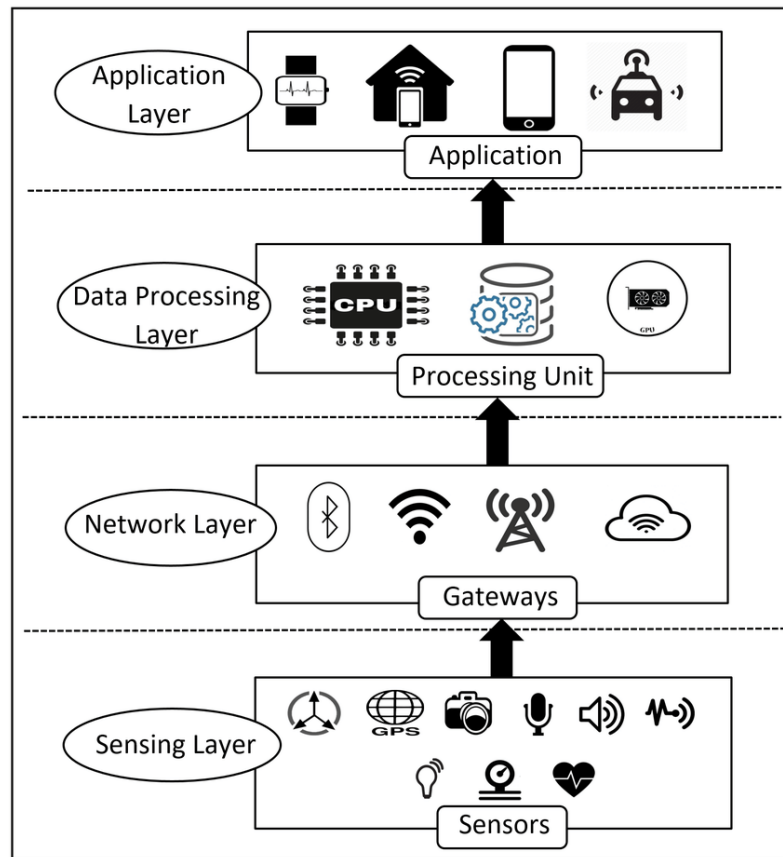 Application
Layer
Application
Data Processing
Layer
CPU
GPU
Processing Unit
Network Layer
Gateways
Sensing Layer
GPS
Sensors